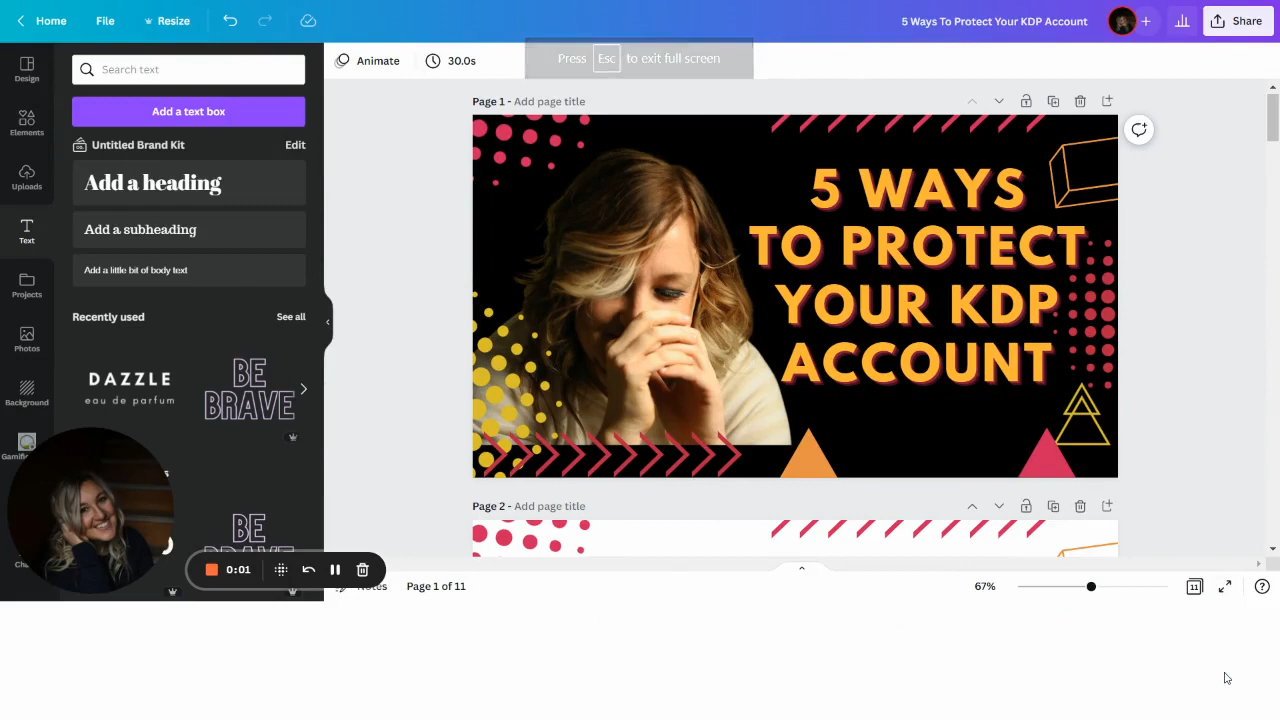 Home
File
Resize
5 Ways To Protect Your KDP Account
Share
Design
Elements
Uploads
Text
Projects
Photos
Background
Search text
Add a text box
Untitled Brand Kit
Edit
Add a heading
Add a subheading
Add a little bit of body text
Recently used
See all
DAZZLE
eau de parfum
BE
BRAVE
BE
0:01
Animate
30.0s
Press Esc to exit full screen
Page 1 - Add page title
5 WAYS
TO PROTECT
YOUR KDP
ACCOUNT
Page 2 - Add page title
Notes
Page 1 of 11
67%
11